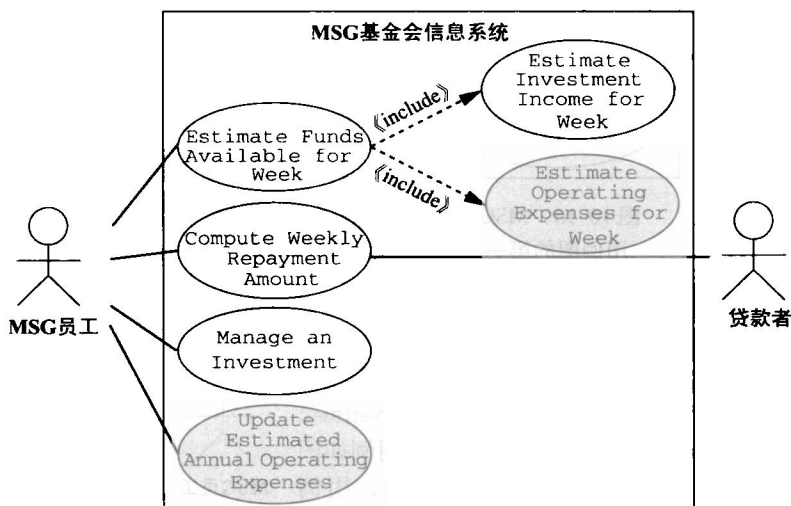 MSG基金会信息系统
Estimate
Investment
Income for
Week
《include》
Estimate Funds
Available for
Week
《include》
Estimate
Operating
Expenses for
Week
Compute Weekly
Repayment
Amount
MSG员工
贷款者
Manage an
Investment
Update
Estimated
Annual Operating
Expenses